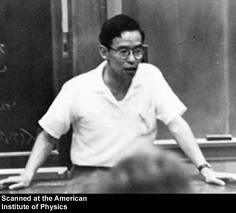 Scanned at the American
Institute of Physics